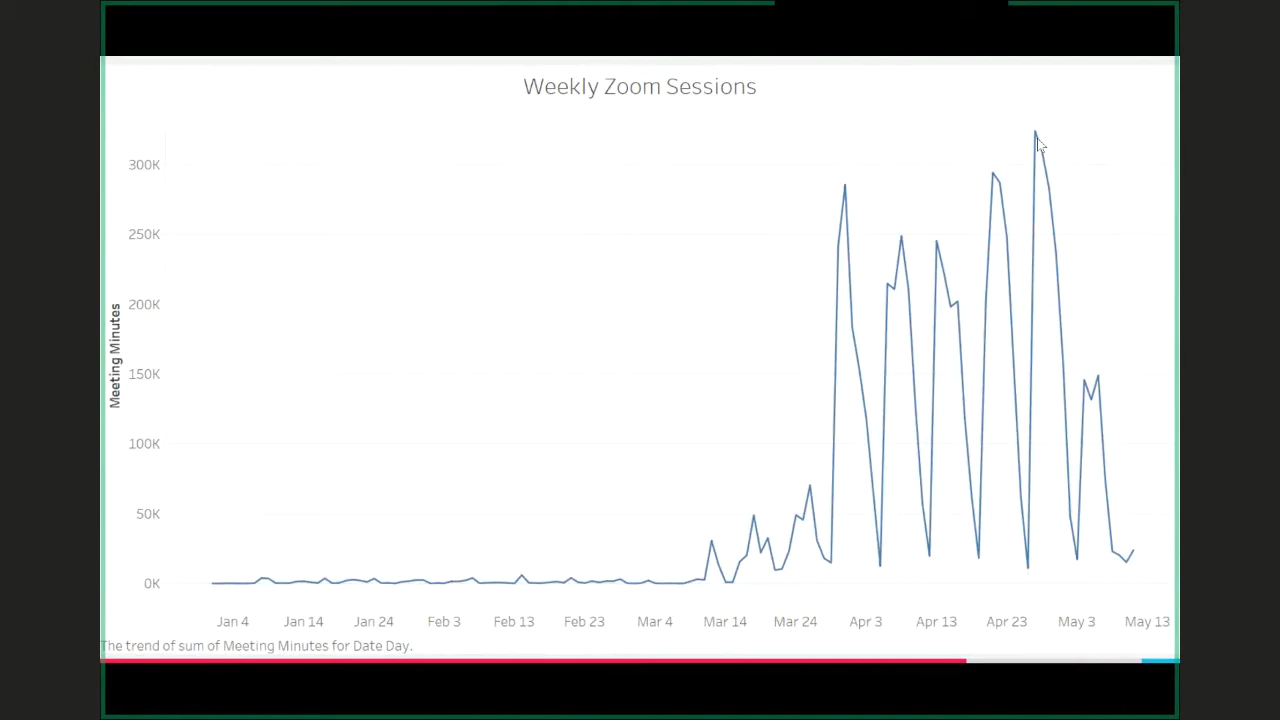 Weekly Zoom Sessions
300K
250K
200K
150K
100K
50K
0K
Meeting Minutes
Jan 4 Jan 14 Jan 24 Feb 3 Feb 13 Feb 23 Mar 4 Mar 14 Mar 24 Apr 3 Apr 13 Apr 23 May 3 May 13
The trend of sum of Meeting Minutes for Date Day.